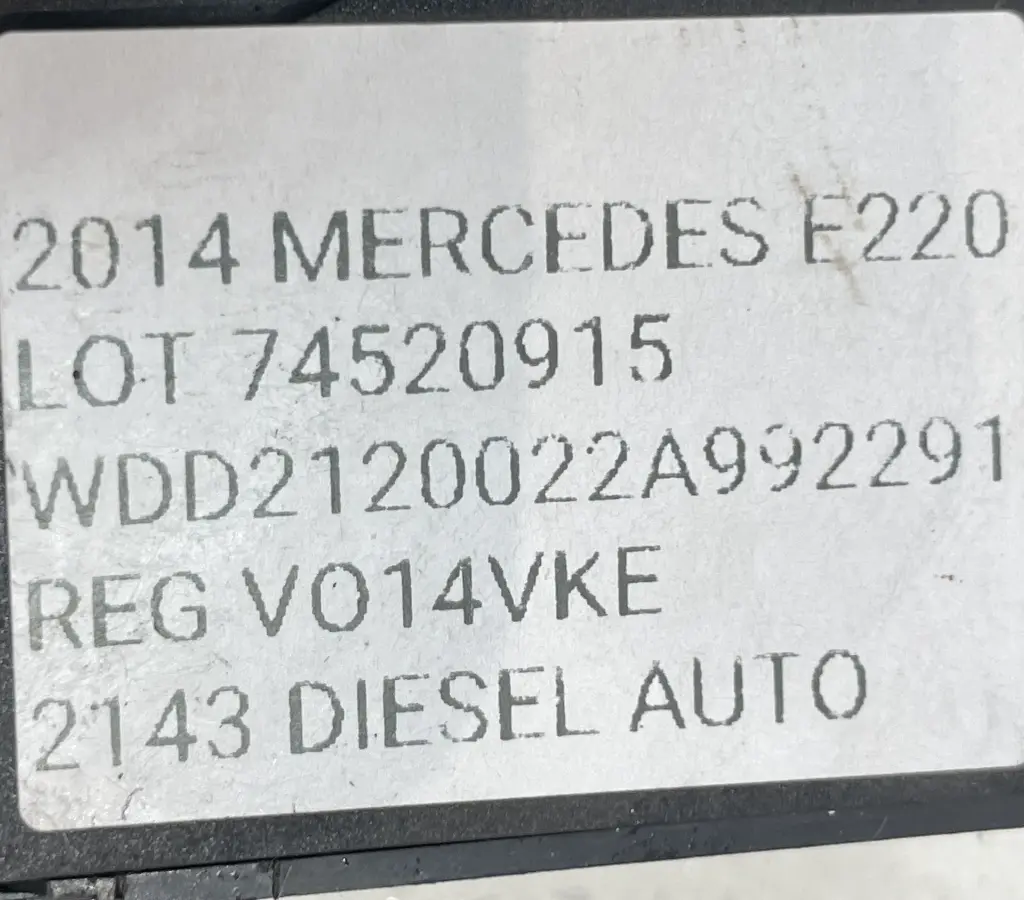 2014 MERCEDES E220
LOT 74520915
WDD2120022A992291
REG VO14VKE
2143 DIESEL AUTO